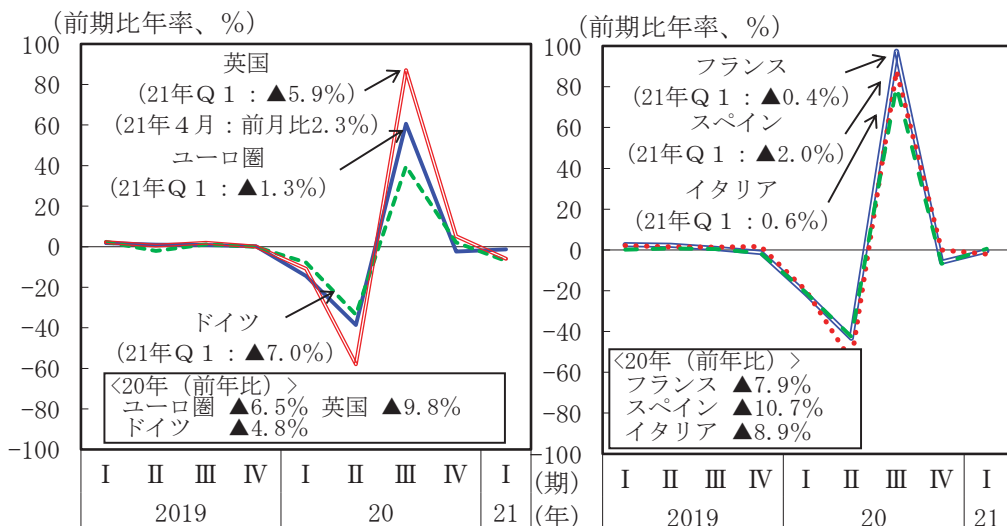 (前期比年率、%)
100
80
60
40
20
0
−20
−40
−60
−80
−100
英国
(21年Q1:▲5.9%)
(21年4月:前月比2.3%)
ユーロ圏
(21年Q1:▲1.3%)
ドイツ
(21年Q1:▲7.0%)
<20年(前年比)>
ユーロ圏 ▲6.5% 英国 ▲9.8%
ドイツ ▲4.8%
Ⅰ Ⅱ Ⅲ Ⅳ Ⅰ Ⅱ Ⅲ Ⅳ Ⅰ (期)
2019 20 21 (年)
(前期比年率、%)
100
80
60
40
20
0
−20
−40
−60
−80
−100
フランス
(21年Q1:▲0.4%)
スペイン
(21年Q1:▲2.0%)
イタリア
(21年Q1:0.6%)
<20年(前年比)>
フランス ▲7.9%
スペイン ▲10.7%
イタリア ▲8.9%
Ⅰ Ⅱ Ⅲ Ⅳ Ⅰ Ⅱ Ⅲ Ⅳ Ⅰ
2019 20 21